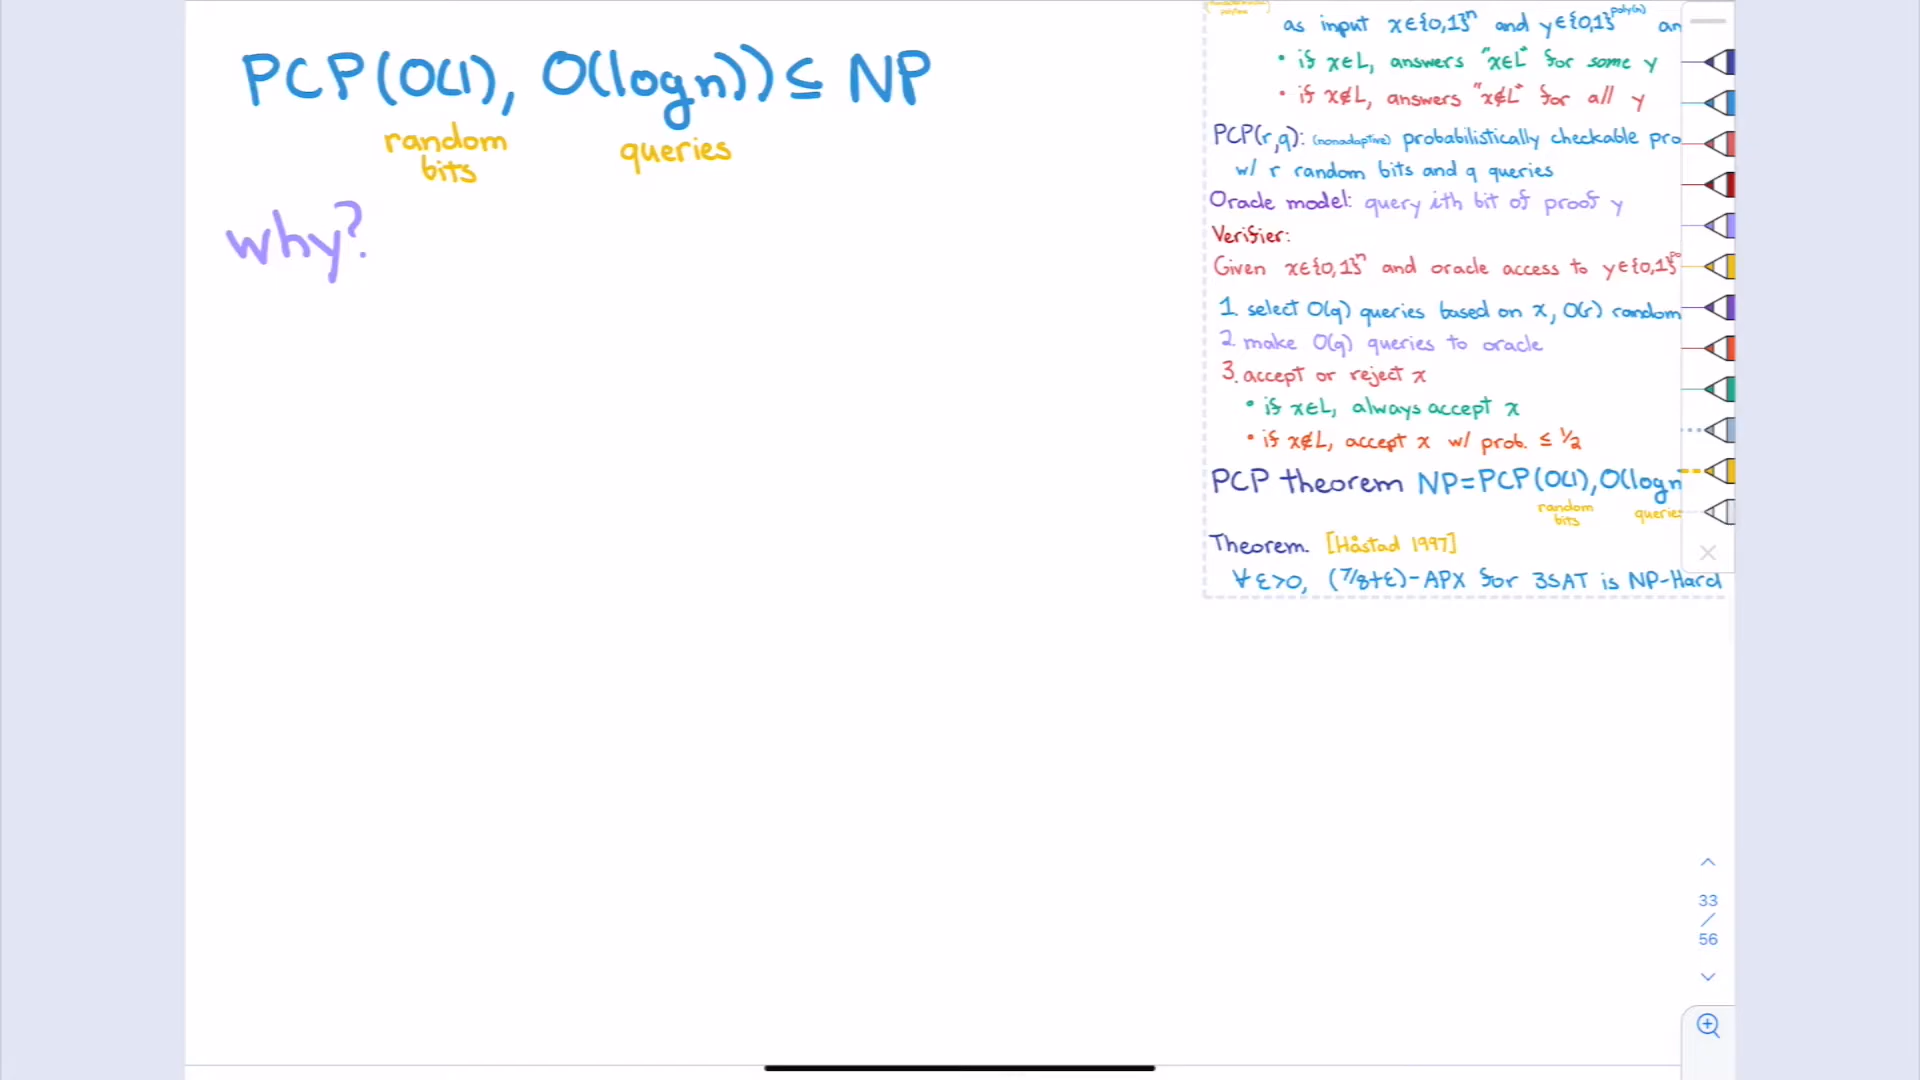 PCP(O(1), O(logn)) ⊆ NP
random bits
queries
why?
as input x∈{0,1}ⁿ and y∈{0,1}^poly(n) an
• if x∈L, answers "x∈L" for some y
• if x∉L, answers "x∉L" for all y
PCP(r,q): (nonadaptive) probabilistically checkable pro
w/ r random bits and q queries
Oracle model: query ith bit of proof y
Verifier:
Given x∈{0,1}ⁿ and oracle access to y∈{0,1}
1. select O(q) queries based on x, O(r) random
2. make O(q) queries to oracle
3. accept or reject x
• if x∈L, always accept x
• if x∉L, accept x w/ prob. ≤ 1/2
PCP theorem NP=PCP(O(1), O(logn
random bits
queries
Theorem. [Håstad 1997]
∀ε>0, (7/8+ε)-APX for 3SAT is NP-Hard
33
/
56